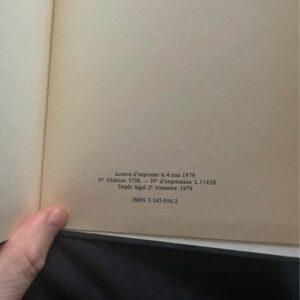 Achevé d'imprimer le 4 mai 1979
N° d'édition 3798. — N° d'impression L 11438
Dépôt légal 2e trimestre 1979
ISBN 2-245-056-2